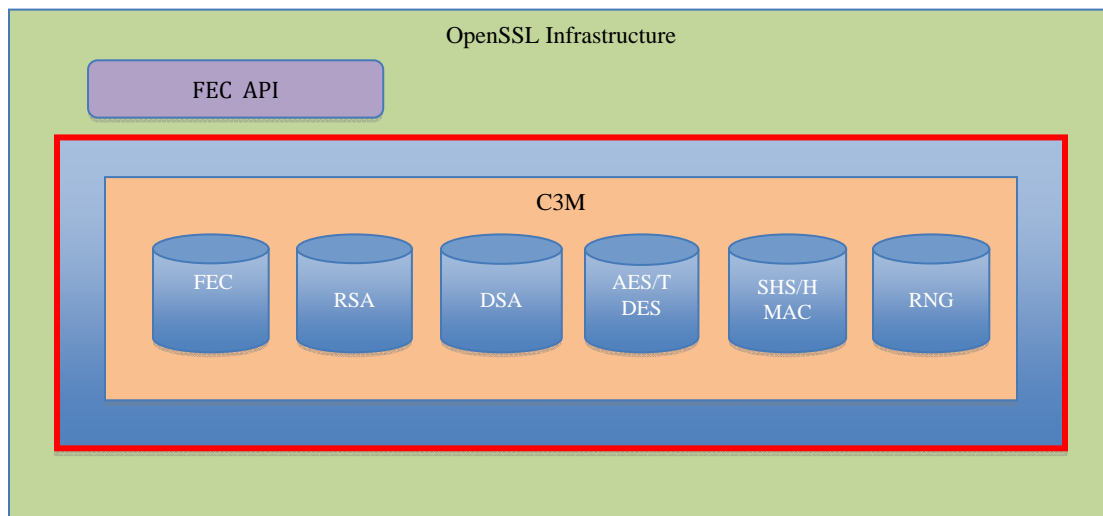 OpenSSL Infrastructure
FEC API
C3M
FEC
RSA
DSA
AES/T
DES
SHS/H
MAC
RNG